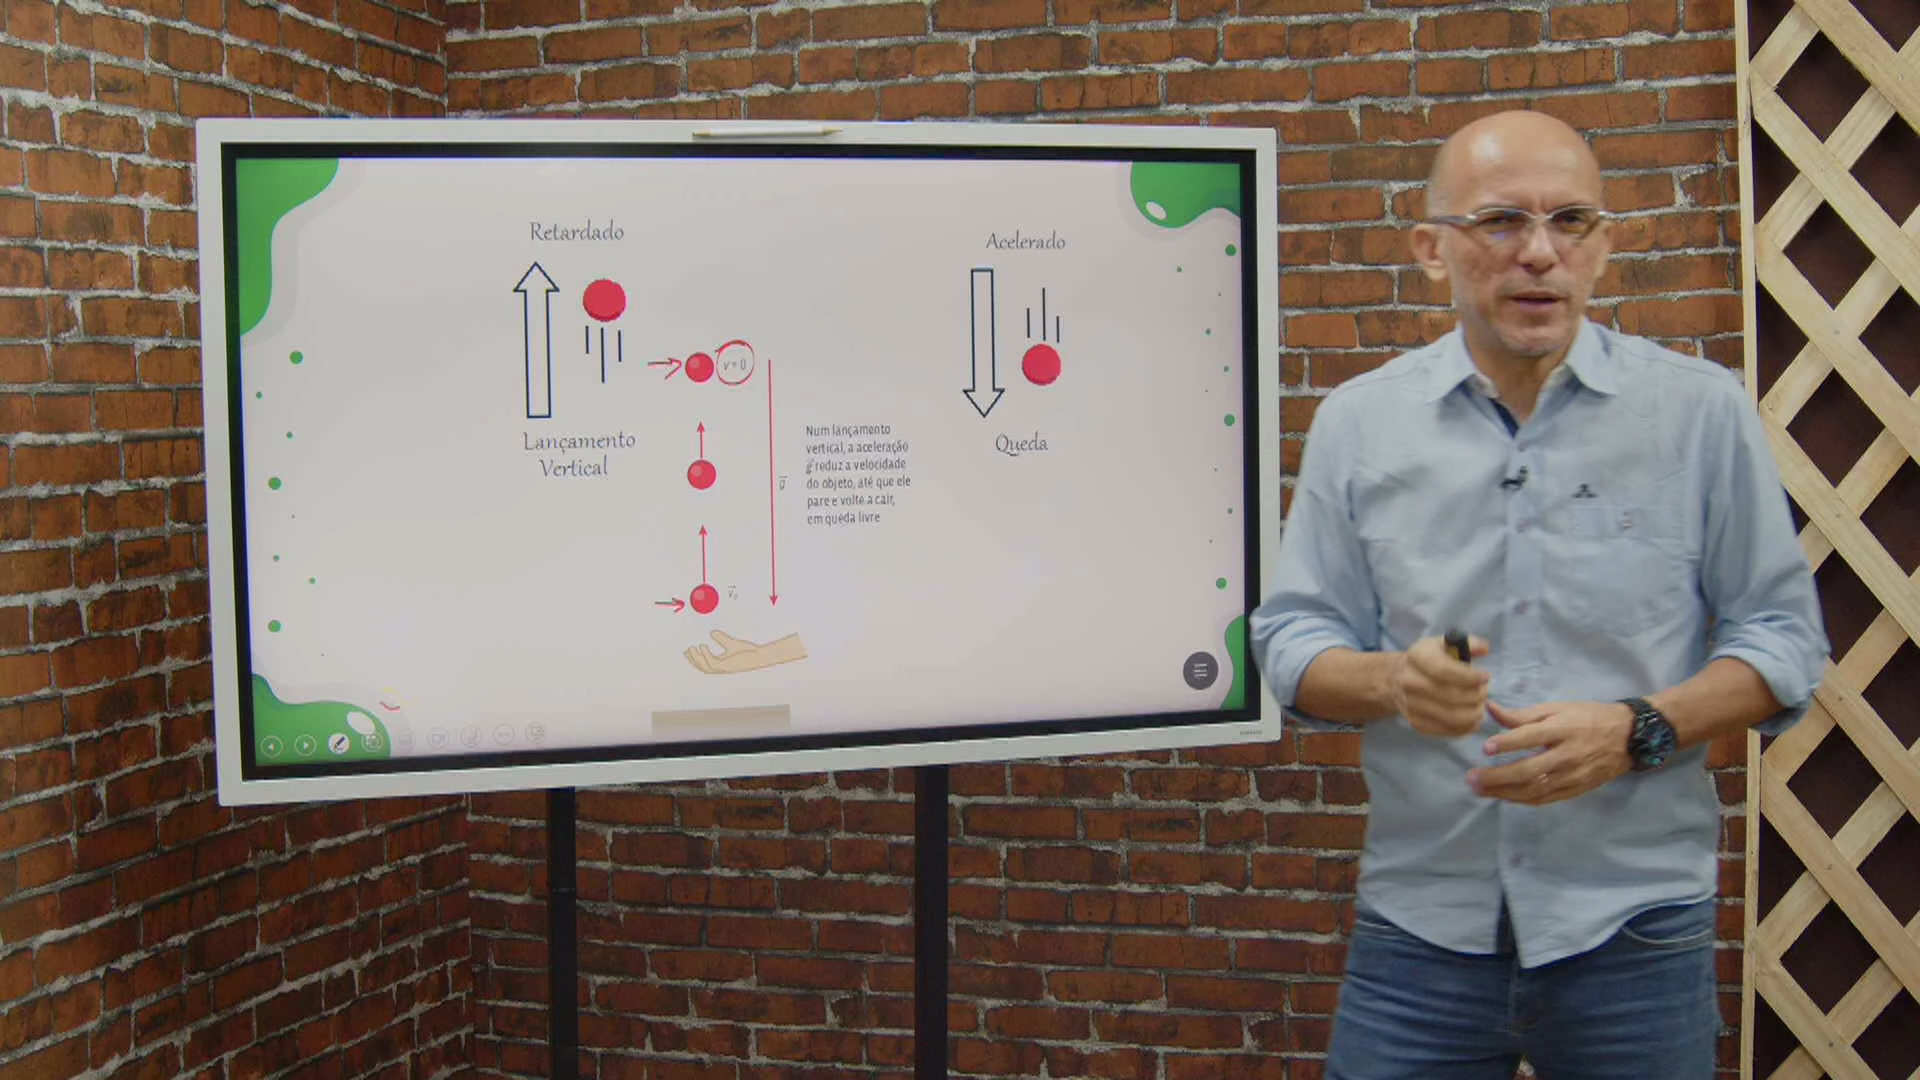 Retardado
Acelerado
v = 0
Lançamento
Vertical
Queda
Num lançamento
vertical, a aceleração
g⃗ reduz a velocidade
do objeto, até que ele
pare e volte a cair,
em queda livre
g⃗
v⃗₀